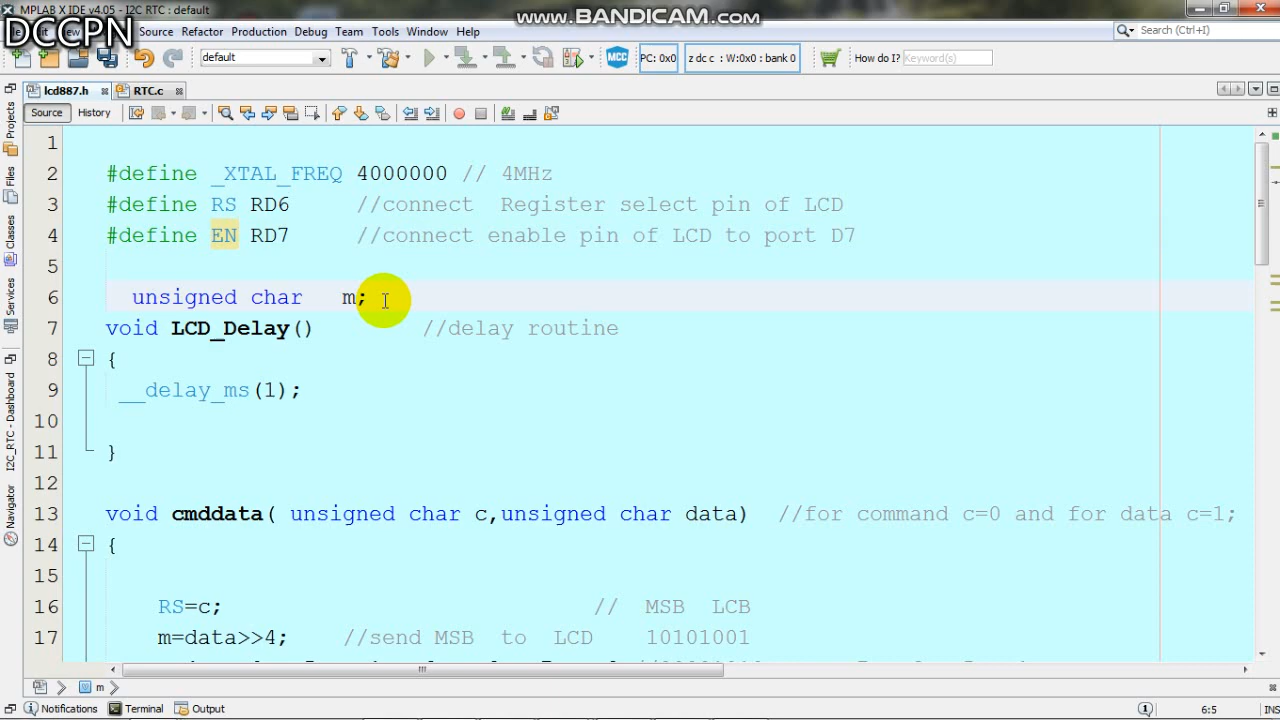 MPLAB X IDE v4.05 - I2C RTC : default
www.BANDICAM.com
DCCPN
Source Refactor Production Debug Team Tools Window Help
Search (Ctrl+I)
default
MCC
PC: 0x0
z dc c : W:0x0 : bank 0
How do I? Keyword(s)
lcd887.h RTC.c
Source History
1
2 #define _XTAL_FREQ 4000000 // 4MHz
3 #define RS RD6 //connect Register select pin of LCD
4 #define EN RD7 //connect enable pin of LCD to port D7
5
6 unsigned char m;
7 void LCD_Delay() //delay routine
8 {
9 __delay_ms(1);
10
11 }
12
13 void cmddata( unsigned char c,unsigned char data) //for command c=0 and for data c=1;
14 {
15
16 RS=c; // MSB LCB
17 m=data>>4; //send MSB to LCD 10101001
Projects
Files
Classes
Services
I2C_RTC - Dashboard
Navigator
m
Notifications Terminal Output
1
6:5
INS